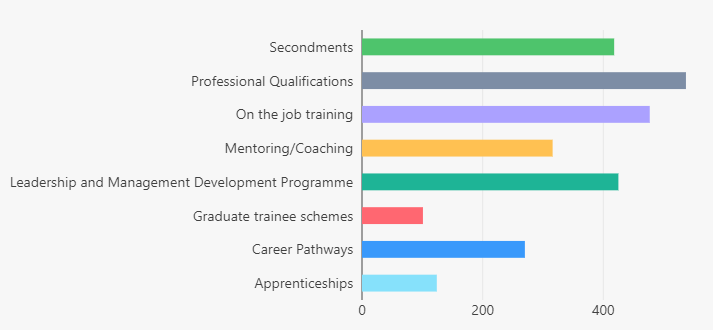 Secondments
Professional Qualifications
On the job training
Mentoring/Coaching
Leadership and Management Development Programme
Graduate trainee schemes
Career Pathways
Apprenticeships
0 200 400